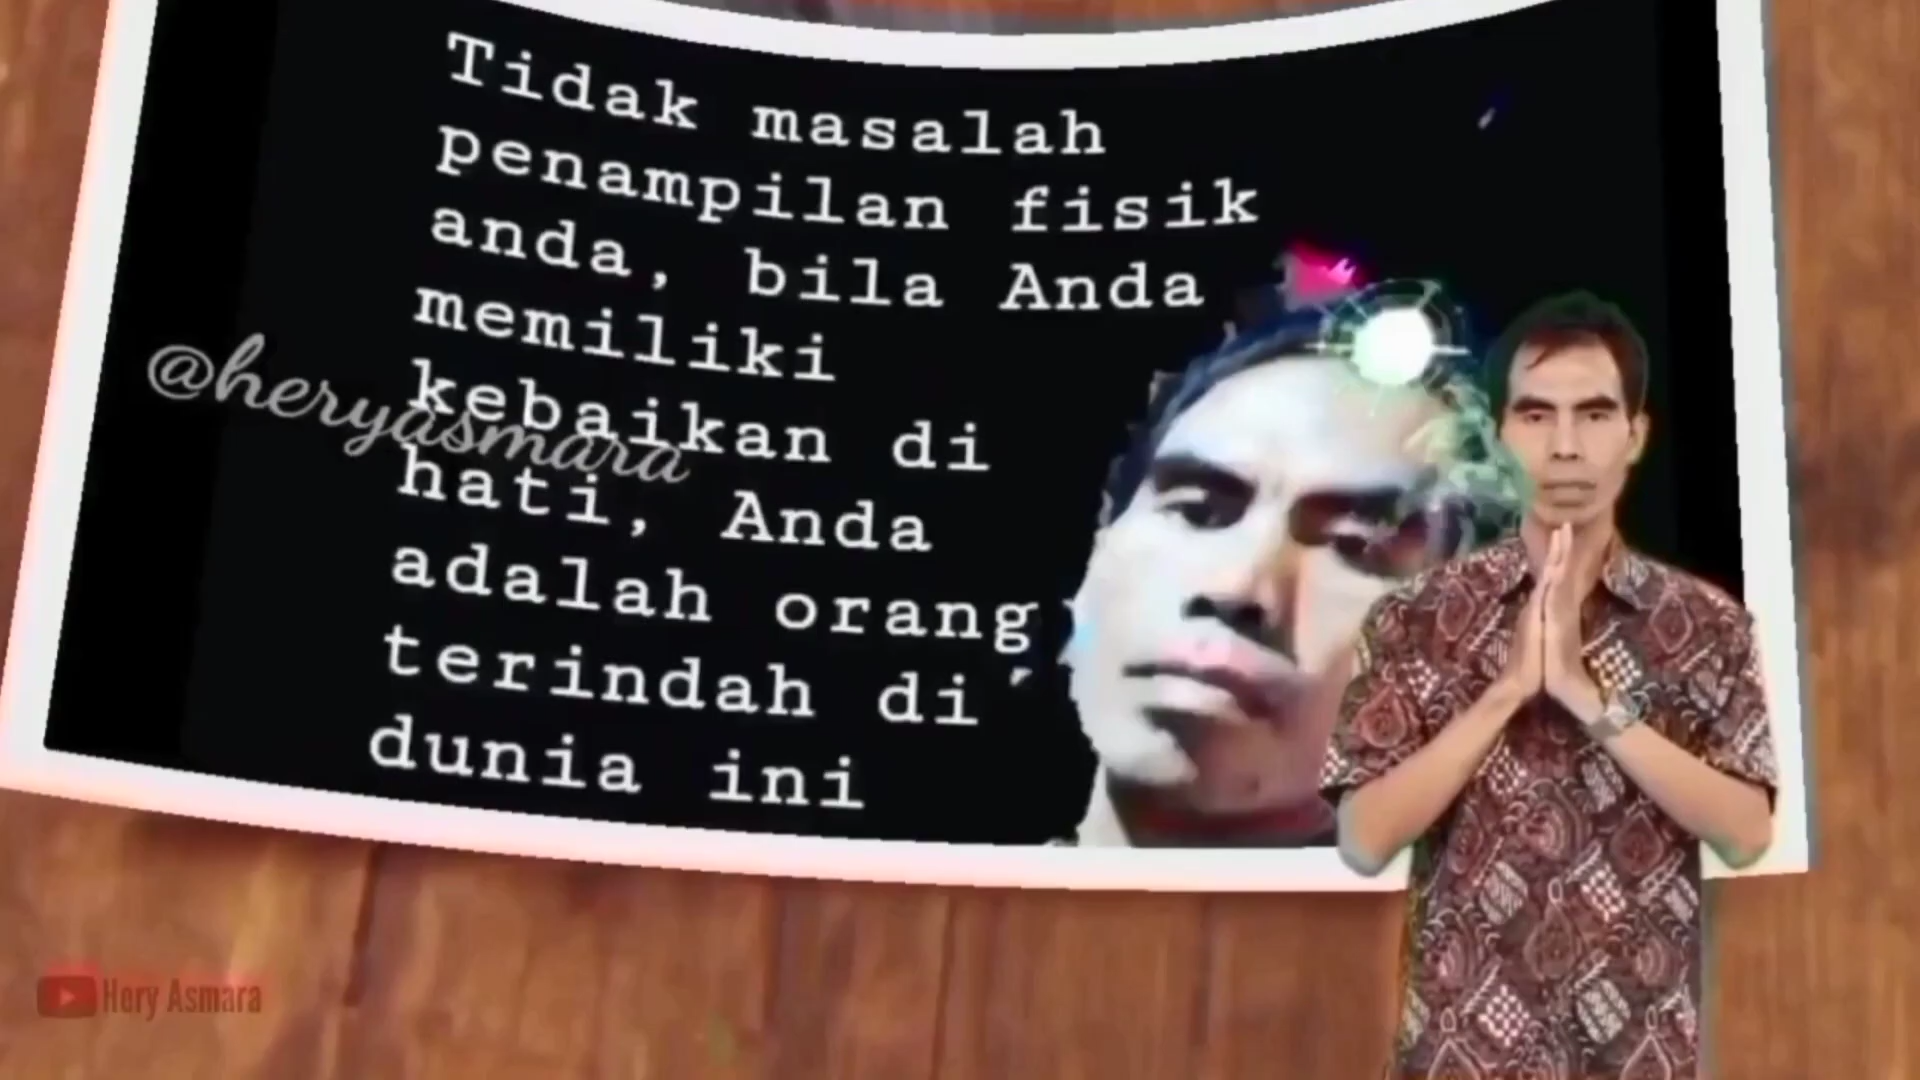 Tidak masalah
penampilan fisik
anda, bila Anda
memiliki
kebaikan di
hati, Anda
adalah orang
terindah di
dunia ini
@heryasmara
Hery Asmara